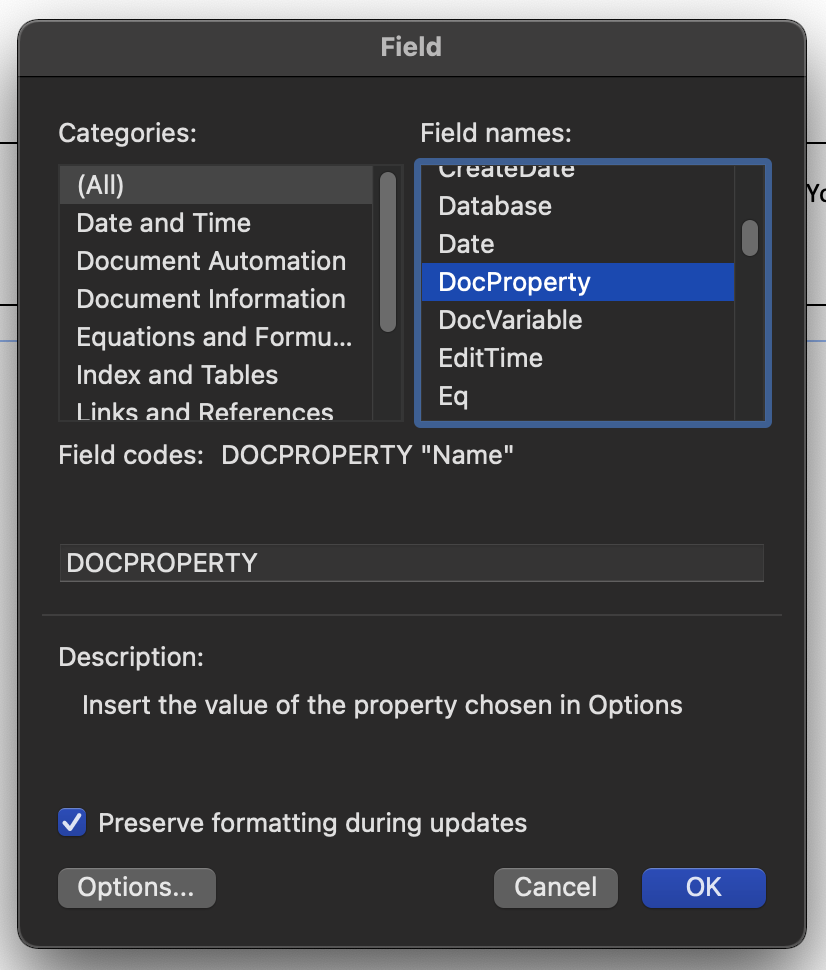 Field
Categories:
(All)
Date and Time
Document Automation
Document Information
Equations and Formu...
Index and Tables
Links and References
Field names:
CreateDate
Database
Date
DocProperty
DocVariable
EditTime
Eq
Field codes: DOCPROPERTY "Name"
DOCPROPERTY
Description:
Insert the value of the property chosen in Options
Preserve formatting during updates
Options...
Cancel
OK